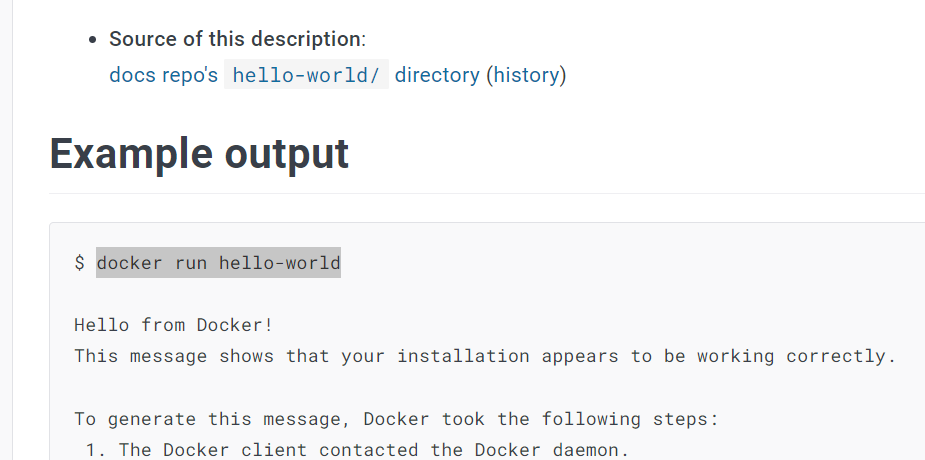 Source of this description:
docs repo's hello-world/ directory (history)
Example output
$ docker run hello-world
Hello from Docker!
This message shows that your installation appears to be working correctly.
To generate this message, Docker took the following steps:
1. The Docker client contacted the Docker daemon.